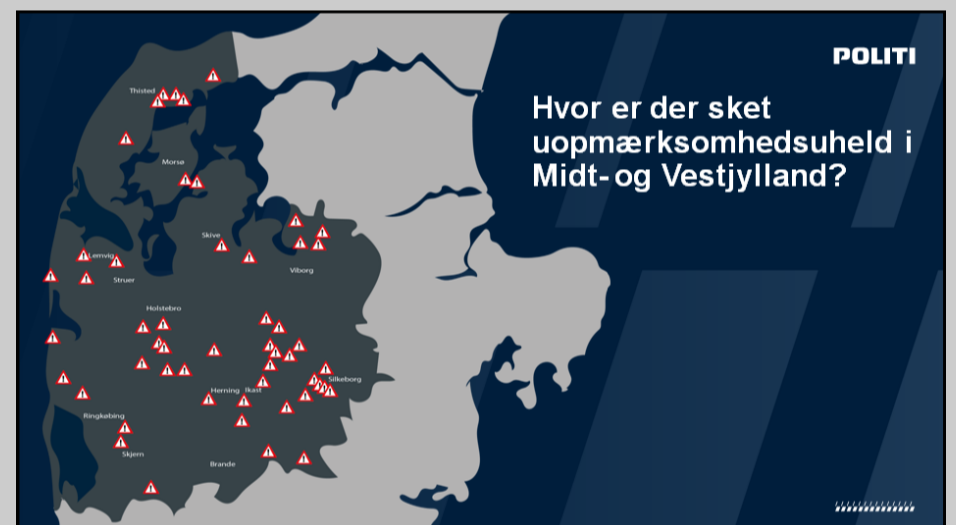 POLITI
Hvor er der sket
uopmærksomhedsuheld i
Midt- og Vestjylland?
Thisted
Morsø
Skive
Lemvig
Viborg
Struer
Holstebro
Silkeborg
Herning
Ikast
Ringkøbing
Skjern
Brande